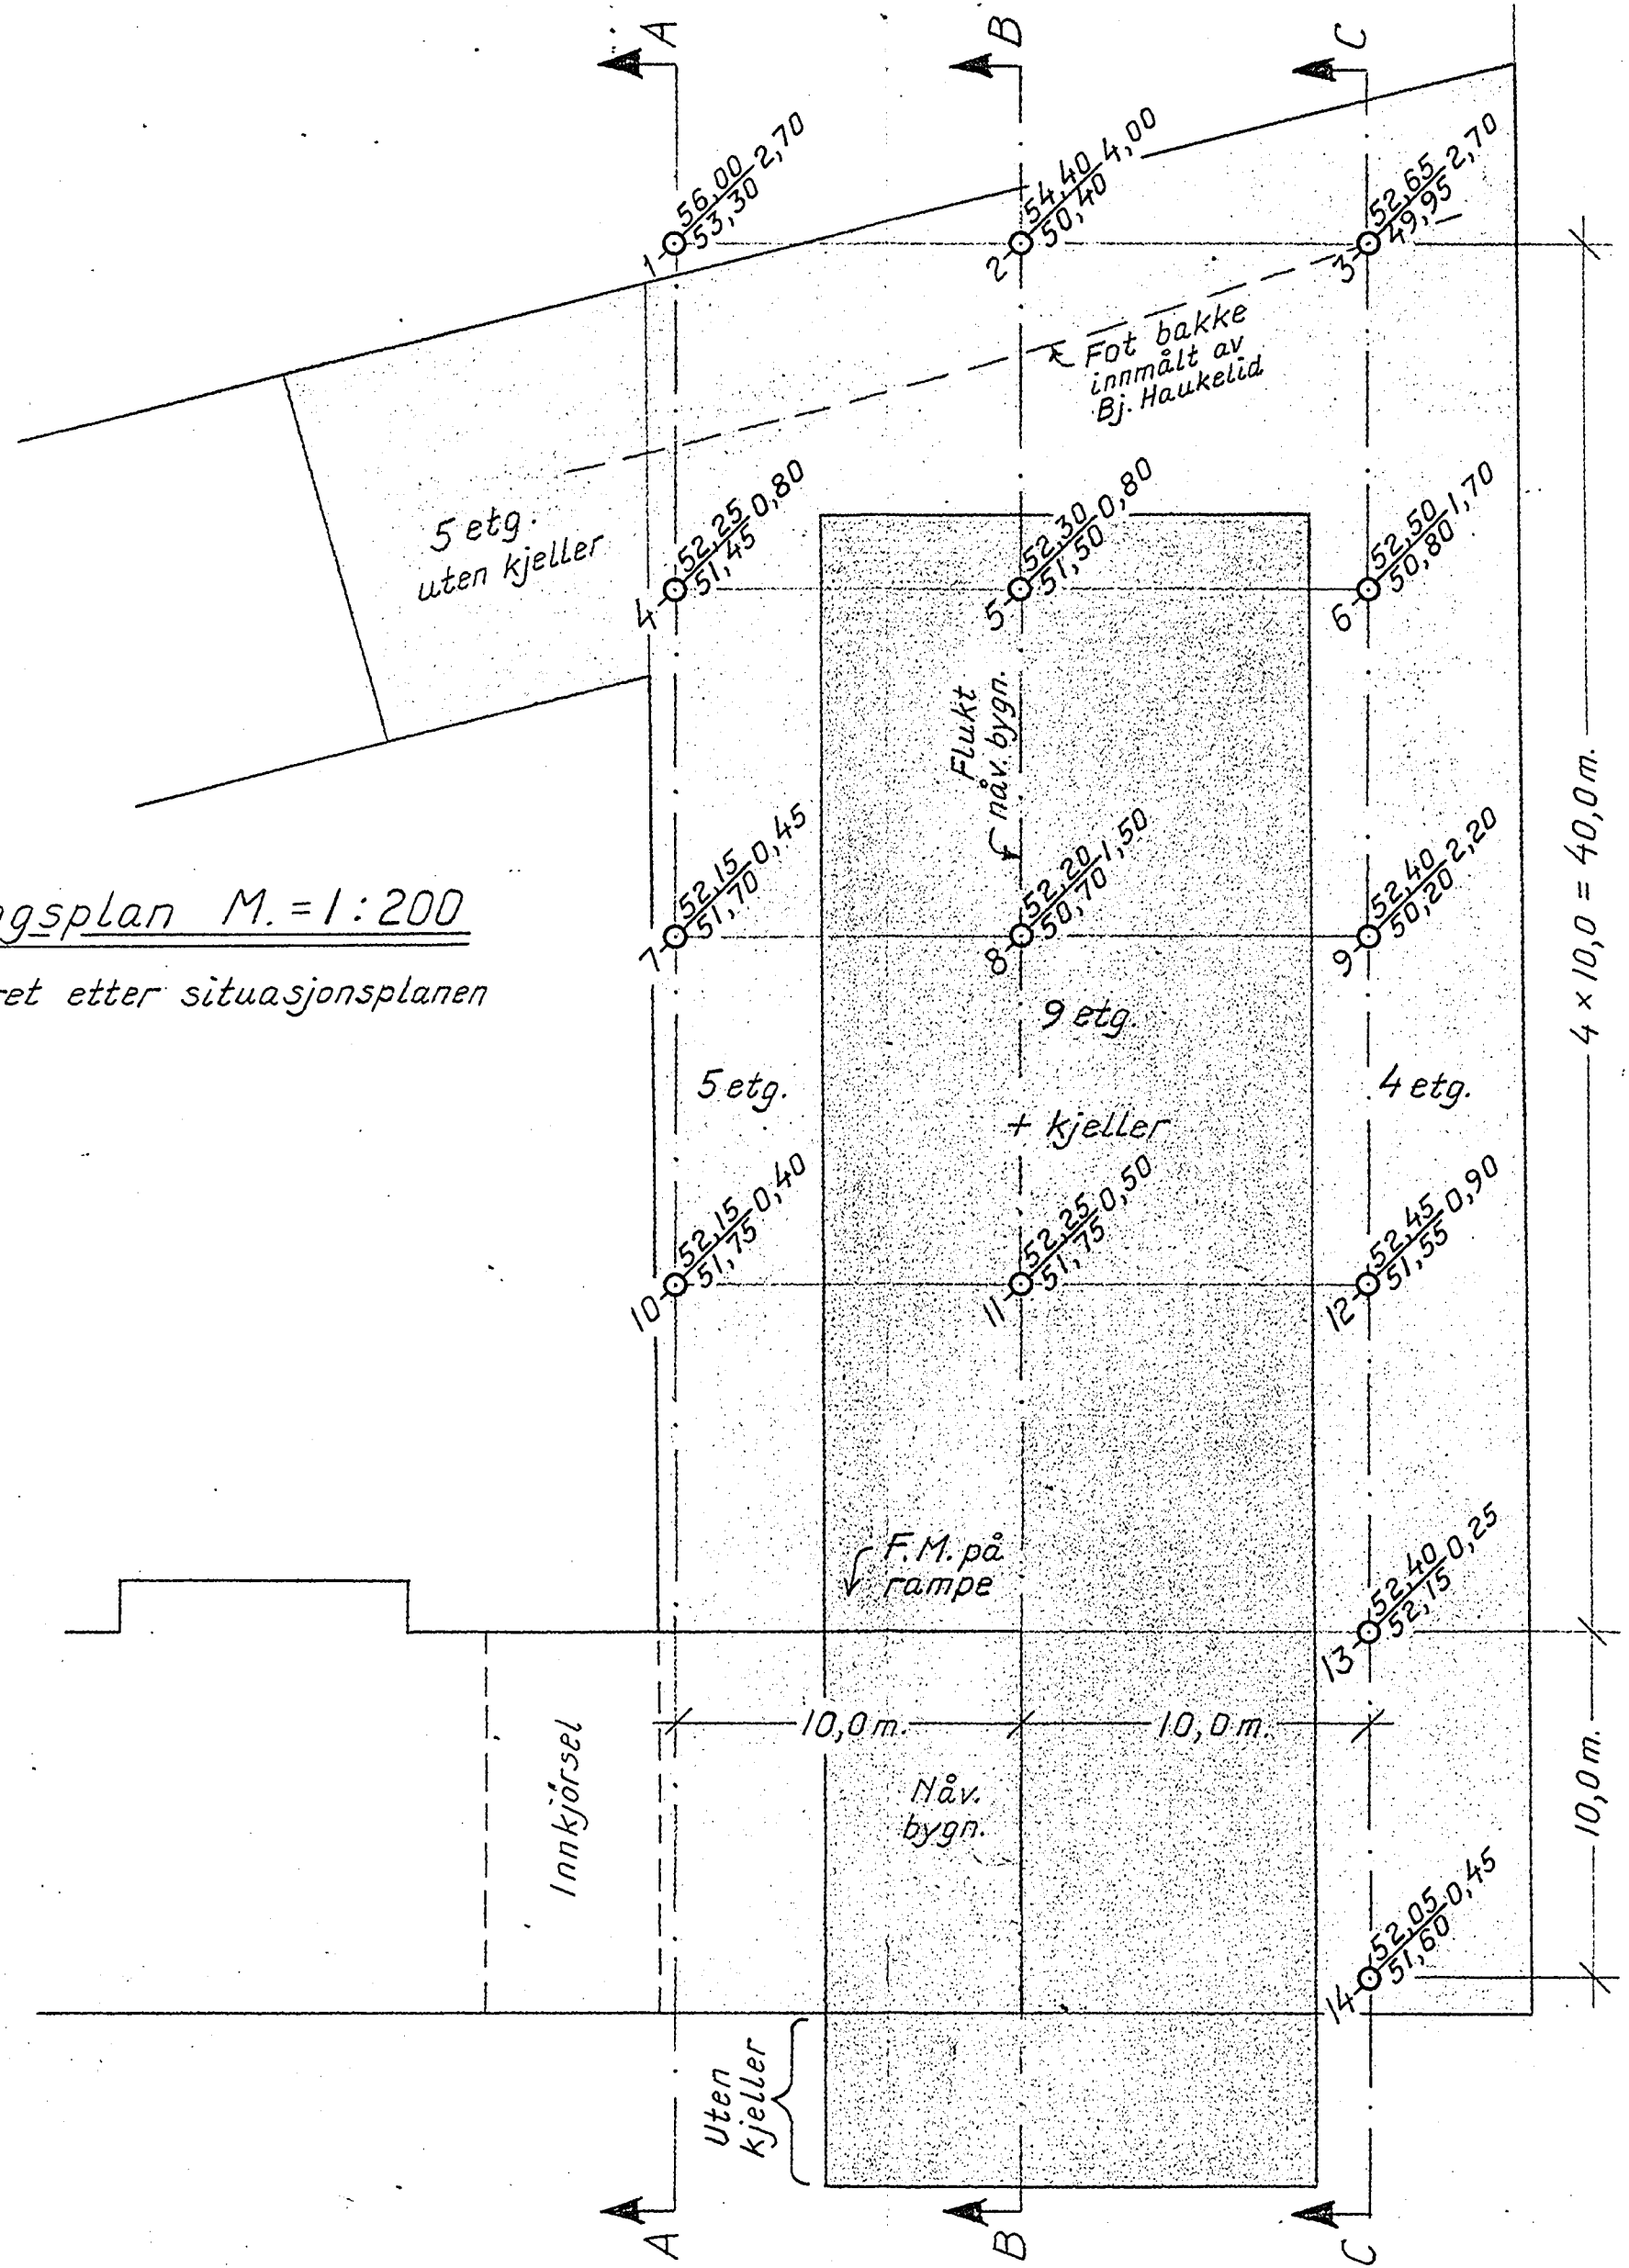 A
B
C
1
56,00
53,30
2,70
2
54,40
50,40
4,00
3
52,65
49,95
2,70
Fot bakke
innmålt av
Bj. Haukelid
5 etg.
uten kjeller
4
52,25
51,45
0,80
5
52,30
51,50
0,80
6
52,50
50,80
1,70
Flukt
nåv. bygn.
4 × 10,0 = 40,0 m.
gsplan M. = 1 : 200
ret etter situasjonsplanen
7
52,15
51,70
0,45
8
52,20
50,70
1,50
9
52,40
50,20
2,20
9 etg.
5 etg.
4 etg.
+ kjeller
10
52,15
51,75
0,40
11
52,25
51,75
0,50
12
52,45
51,55
0,90
F.M. på
rampe
13
52,40
52,15
0,25
10,0 m.
10,0 m.
Innkjörsel
Nåv.
bygn.
10,0 m.
14
52,05
51,60
0,45
Uten
kjeller
A
B
C